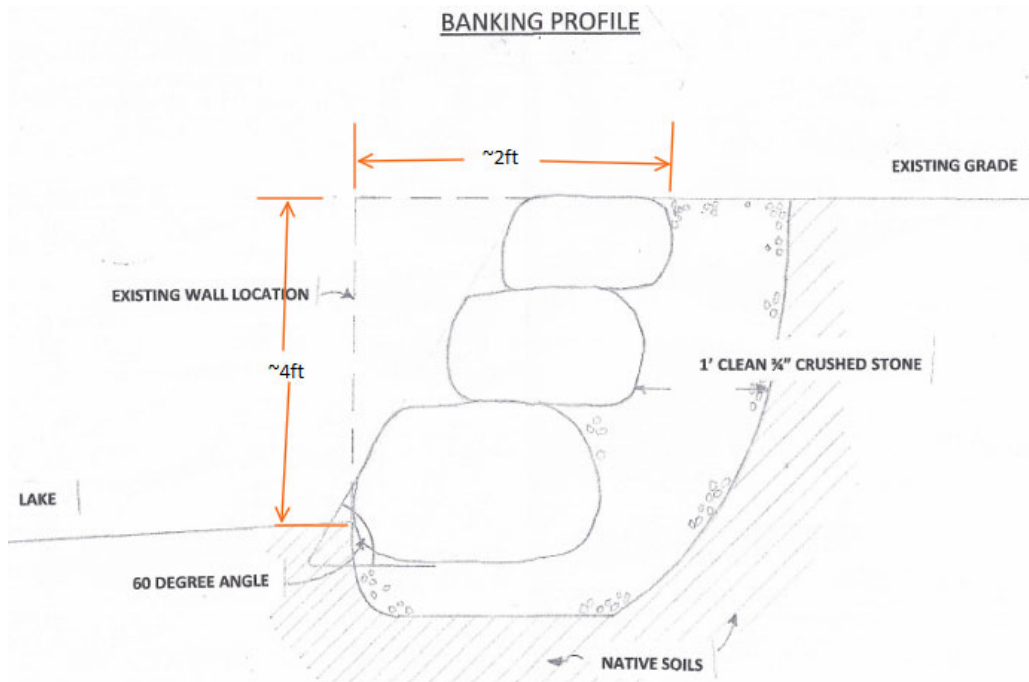 BANKING PROFILE
~2ft
EXISTING GRADE
EXISTING WALL LOCATION
~4ft
1' CLEAN ¾" CRUSHED STONE
LAKE
60 DEGREE ANGLE
NATIVE SOILS